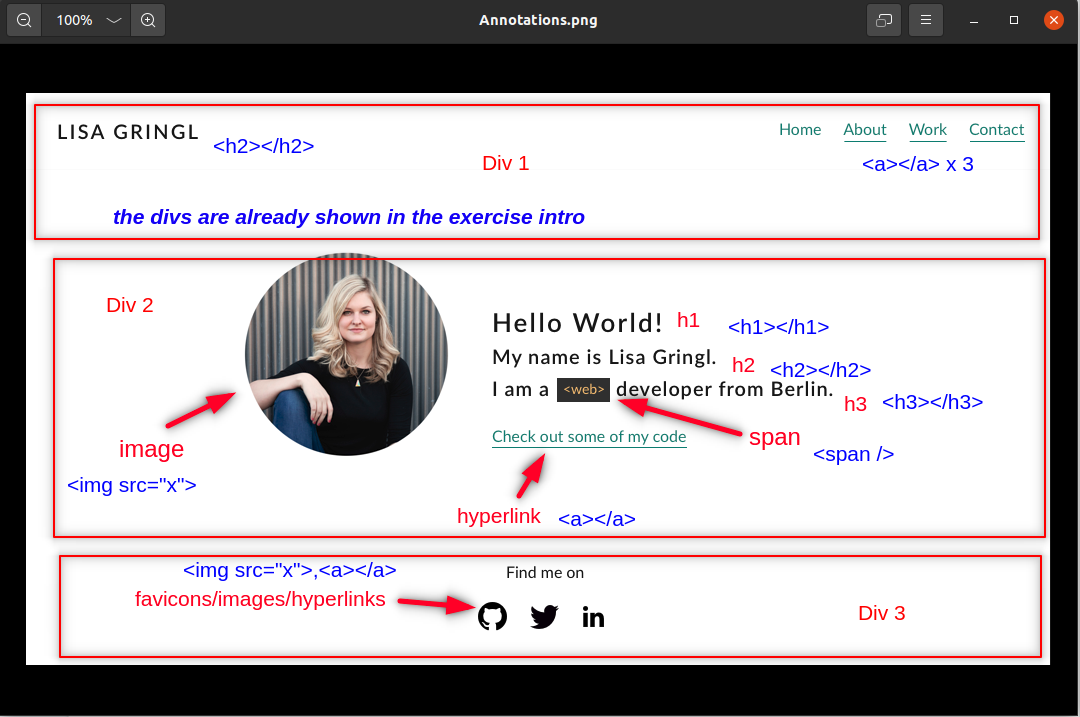 100%
Annotations.png
LISA GRINGL
<h2></h2>
Home About Work Contact
Div 1
<a></a> x 3
the divs are already shown in the exercise intro
Div 2
Hello World! h1 <h1></h1>
My name is Lisa Gringl. h2 <h2></h2>
I am a <web> developer from Berlin. h3 <h3></h3>
Check out some of my code
span
<span />
image
<img src="x">
hyperlink <a></a>
<img src="x">,<a></a>
Find me on
favicons/images/hyperlinks
in
Div 3